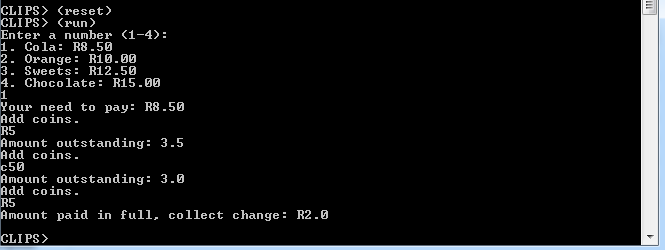 CLIPS> (reset)
CLIPS> (run)
Enter a number (1-4):
1. Cola: R8.50
2. Orange: R10.00
3. Sweets: R12.50
4. Chocolate: R15.00
1
Your need to pay: R8.50
Add coins.
R5
Amount outstanding: 3.5
Add coins.
c50
Amount outstanding: 3.0
Add coins.
R5
Amount paid in full, collect change: R2.0
CLIPS>